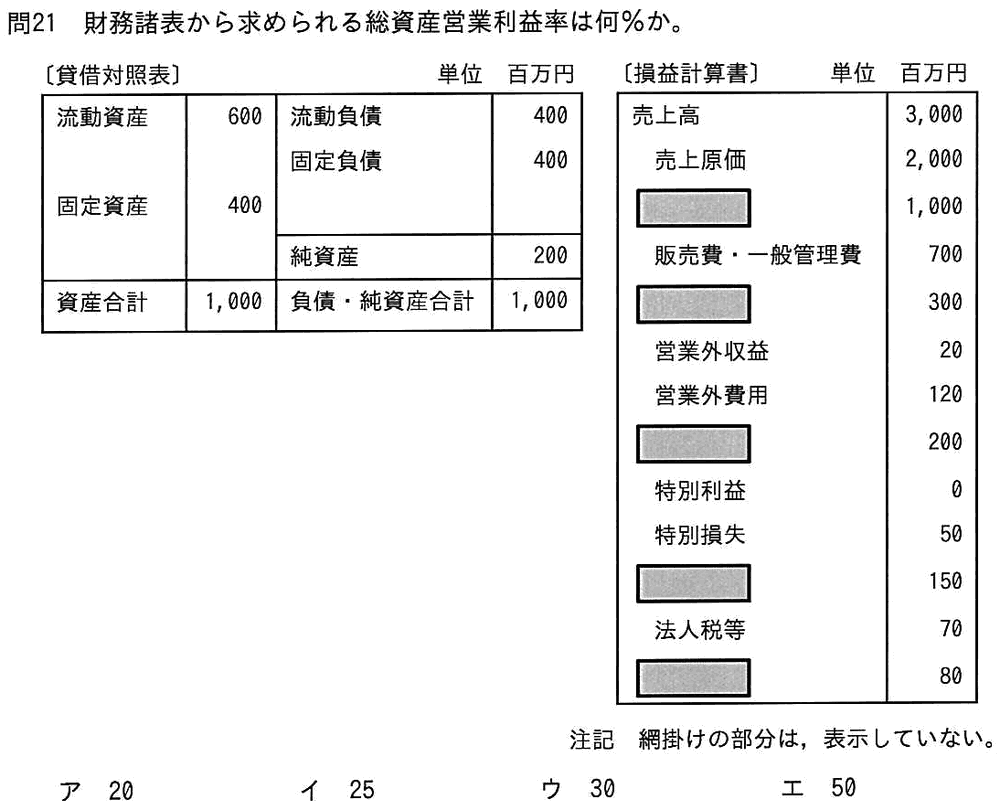 問21 財務諸表から求められる総資産営業利益率は何％か。
〔貸借対照表〕 単位 百万円
流動資産 600 流動負債 400
固定負債 400
固定資産 400
純資産 200
資産合計 1,000 負債・純資産合計 1,000
〔損益計算書〕 単位 百万円
売上高 3,000
売上原価 2,000
1,000
販売費・一般管理費 700
300
営業外収益 20
営業外費用 120
200
特別利益 0
特別損失 50
150
法人税等 70
80
注記 網掛けの部分は，表示していない。
ア 20 イ 25 ウ 30 エ 50